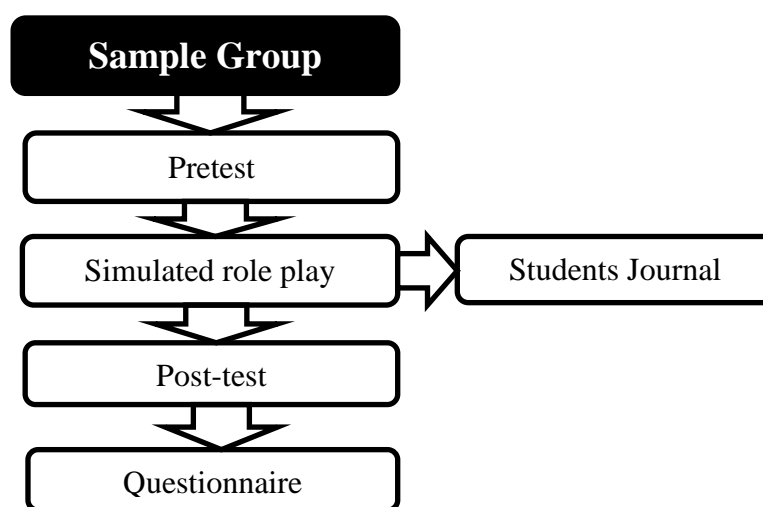 Sample Group
Pretest
Simulated role play
Students Journal
Post-test
Questionnaire